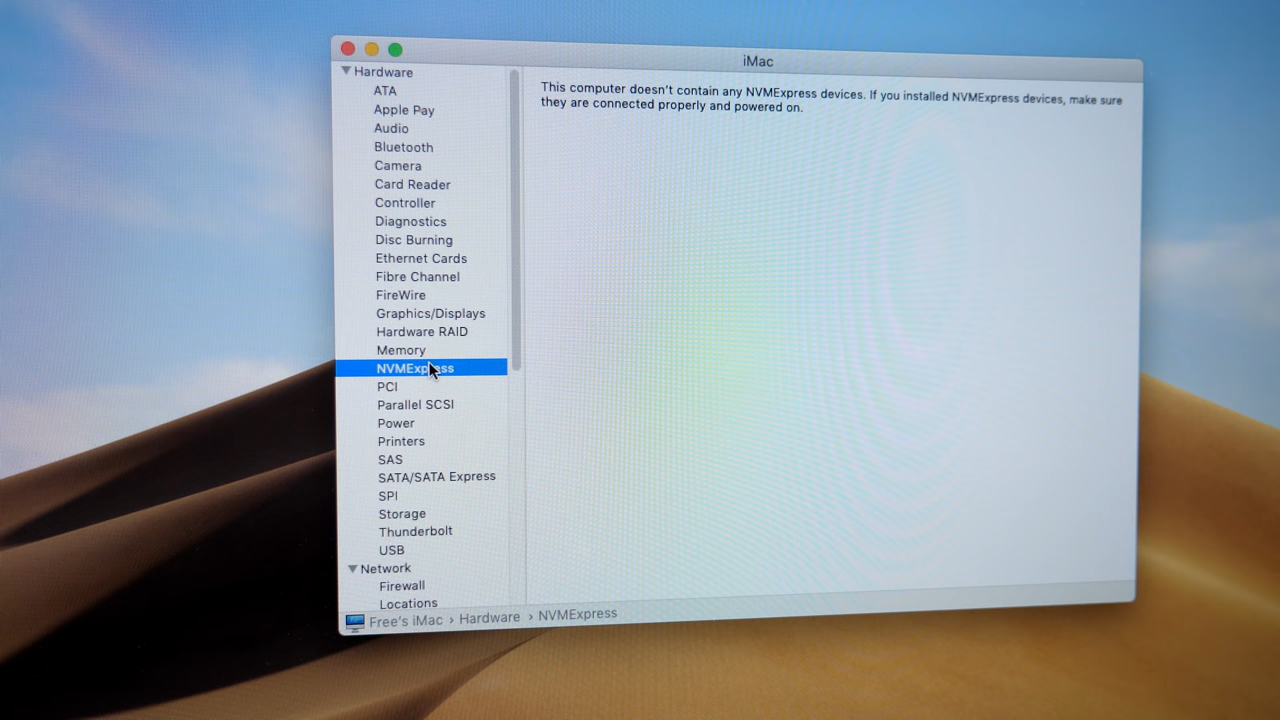 iMac
Hardware
ATA
Apple Pay
Audio
Bluetooth
Camera
Card Reader
Controller
Diagnostics
Disc Burning
Ethernet Cards
Fibre Channel
FireWire
Graphics/Displays
Hardware RAID
Memory
NVMExpress
PCI
Parallel SCSI
Power
Printers
SAS
SATA/SATA Express
SPI
Storage
Thunderbolt
USB
Network
Firewall
Locations
This computer doesn't contain any NVMExpress devices. If you installed NVMExpress devices, make sure
they are connected properly and powered on.
Free's iMac › Hardware › NVMExpress